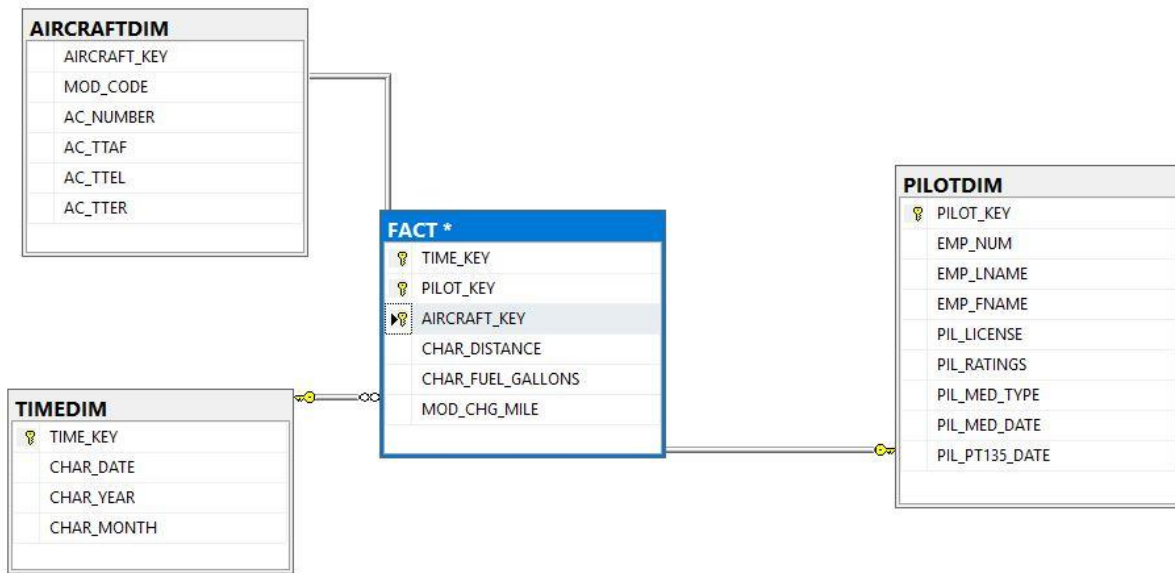 AIRCRAFTDIM
AIRCRAFT_KEY
MOD_CODE
AC_NUMBER
AC_TTAF
AC_TTEL
AC_TTER
FACT *
TIME_KEY
PILOT_KEY
AIRCRAFT_KEY
CHAR_DISTANCE
CHAR_FUEL_GALLONS
MOD_CHG_MILE
PILOTDIM
PILOT_KEY
EMP_NUM
EMP_LNAME
EMP_FNAME
PIL_LICENSE
PIL_RATINGS
PIL_MED_TYPE
PIL_MED_DATE
PIL_PT135_DATE
TIMEDIM
TIME_KEY
CHAR_DATE
CHAR_YEAR
CHAR_MONTH